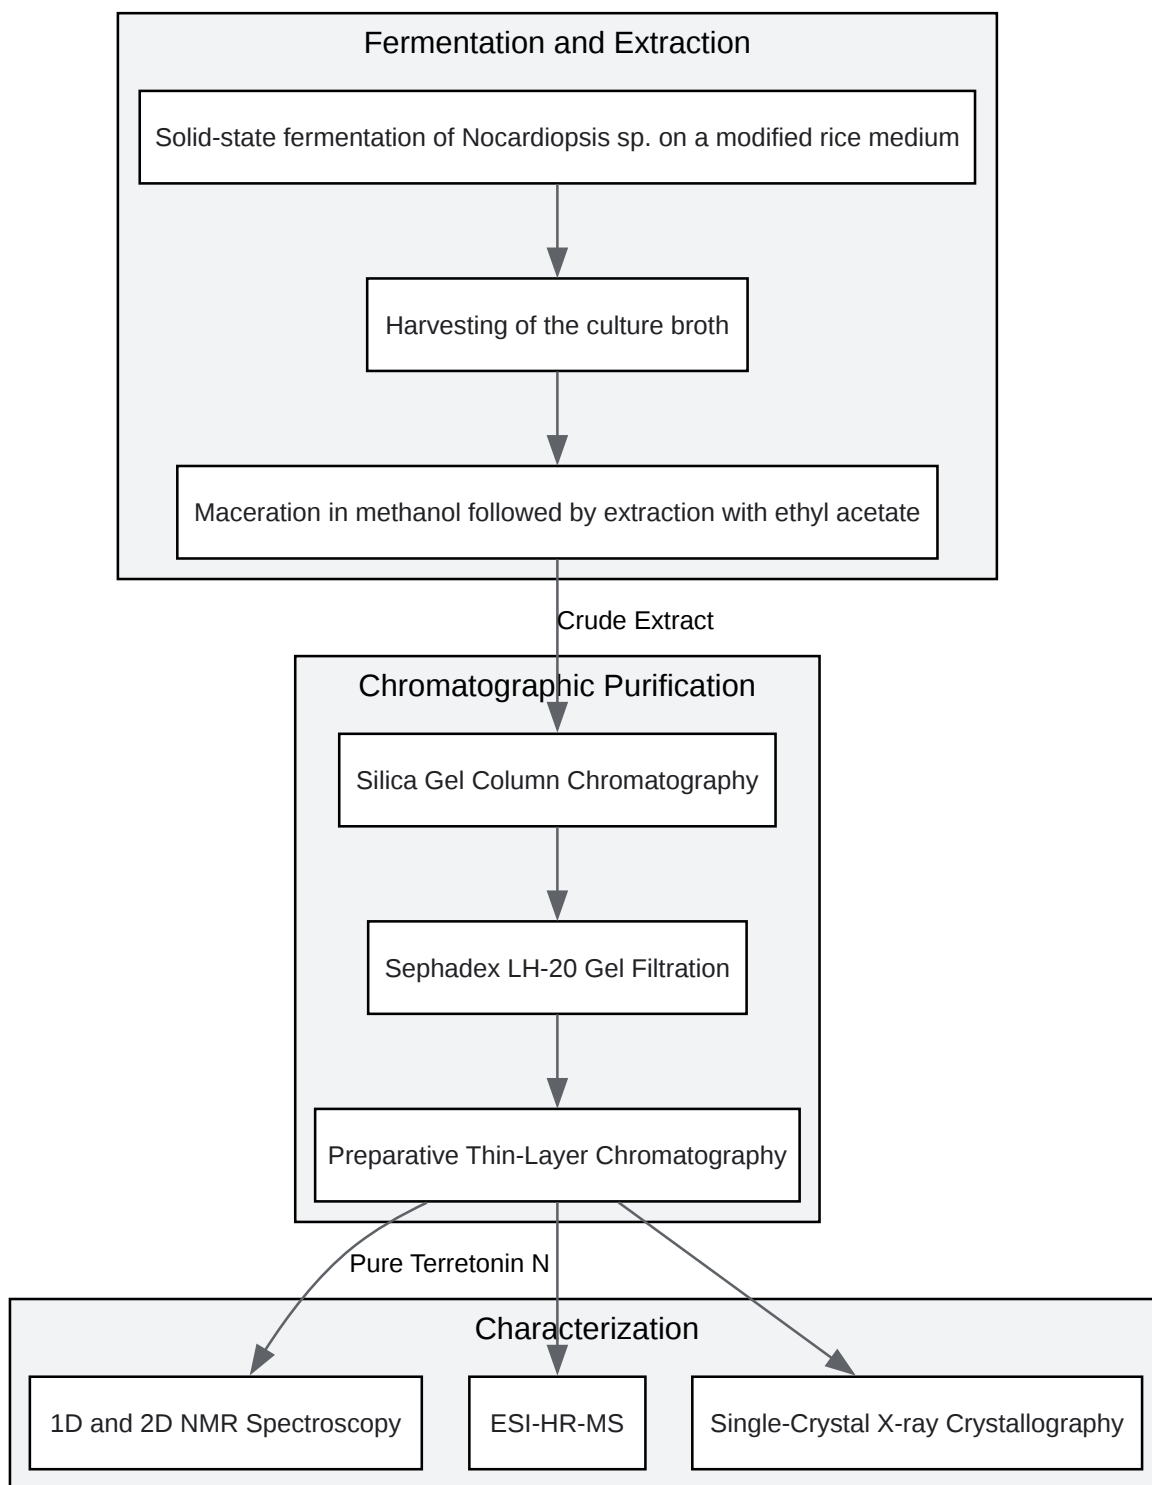 Fermentation and Extraction
Solid-state fermentation of Nocardiopsis sp. on a modified rice medium
Harvesting of the culture broth
Maceration in methanol followed by extraction with ethyl acetate
Crude Extract
Chromatographic Purification
Silica Gel Column Chromatography
Sephadex LH-20 Gel Filtration
Preparative Thin-Layer Chromatography
Pure Terretonin N
Characterization
1D and 2D NMR Spectroscopy
ESI-HR-MS
Single-Crystal X-ray Crystallography